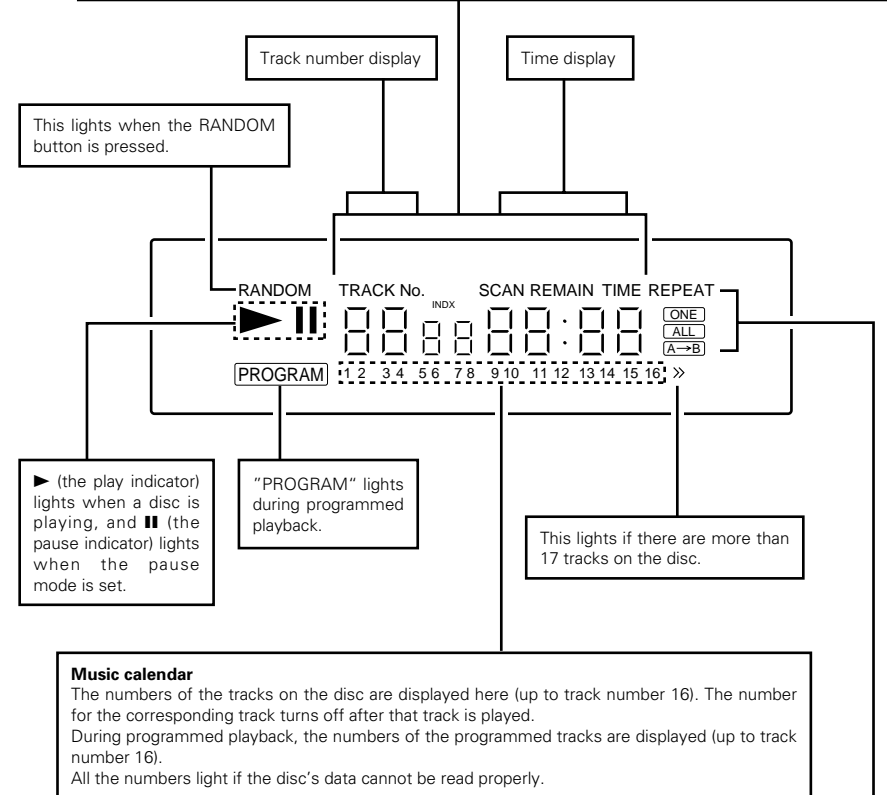 Track number display
Time display
This lights when the RANDOM
button is pressed.
RANDOM TRACK No. INDX SCAN REMAIN TIME REPEAT
► II 88 88 88:88 ONE
ALL
A→B
PROGRAM 1 2 3 4 5 6 7 8 9 10 11 12 13 14 15 16 »
► (the play indicator)
lights when a disc is
playing, and II (the
pause indicator) lights
when the pause
mode is set.
"PROGRAM" lights
during programmed
playback.
This lights if there are more than
17 tracks on the disc.
Music calendar
The numbers of the tracks on the disc are displayed here (up to track number 16). The number
for the corresponding track turns off after that track is played.
During programmed playback, the numbers of the programmed tracks are displayed (up to track
number 16).
All the numbers light if the disc's data cannot be read properly.